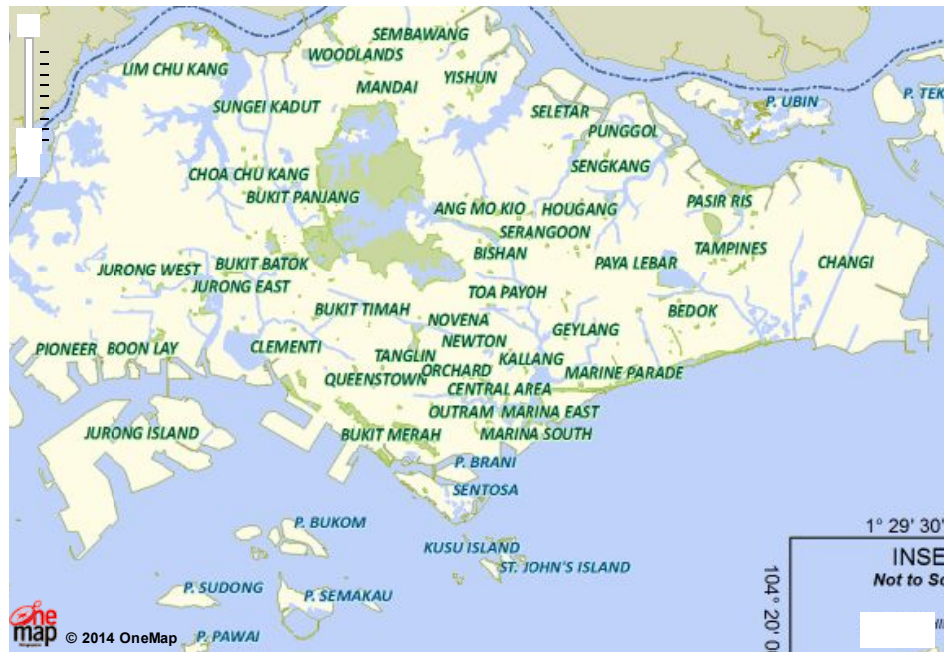 SEMBAWANG
WOODLANDS
LIM CHU KANG
YISHUN
MANDAI
P. UBIN
P. TEK
SUNGEI KADUT
SELETAR
PUNGGOL
SENGKANG
CHOA CHU KANG
BUKIT PANJANG
PASIR RIS
ANG MO KIO
HOUGANG
SERANGOON
TAMPINES
BISHAN
PAYA LEBAR
CHANGI
JURONG WEST
BUKIT BATOK
JURONG EAST
TOA PAYOH
BUKIT TIMAH
BEDOK
NOVENA
GEYLANG
NEWTON
PIONEER
BOON LAY
CLEMENTI
TANGLIN
KALLANG
ORCHARD
MARINE PARADE
QUEENSTOWN
CENTRAL AREA
OUTRAM
MARINA EAST
JURONG ISLAND
BUKIT MERAH
MARINA SOUTH
P. BRANI
SENTOSA
P. BUKOM
1° 29' 30'
KUSU ISLAND
INSE
ST. JOHN'S ISLAND
Not to Sc
104° 20' 0
P. SUDONG
P. SEMAKAU
P. PAWAI
One
map
© 2014 OneMap